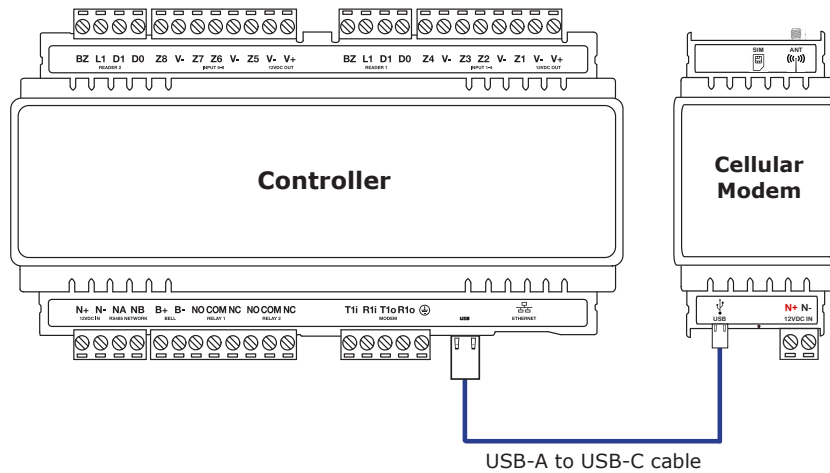 BZ L1 D1 D0 Z8 V- Z7 Z6 V- Z5 V- V+
READER 2 INPUT 5-8 12VDC OUT
BZ L1 D1 D0 Z4 V- Z3 Z2 V- Z1 V- V+
READER 1 INPUT 1-4 12VDC OUT
SIM ANT
Controller
Cellular
Modem
N+ N- NA NB B+ B- NO COM NC NO COM NC
12VDC IN RS485 NETWORK BELL RELAY 1 RELAY 2
T1i R1i T1o R1o
MODEM USB ETHERNET
USB
N+ N-
12VDC IN
USB-A to USB-C cable